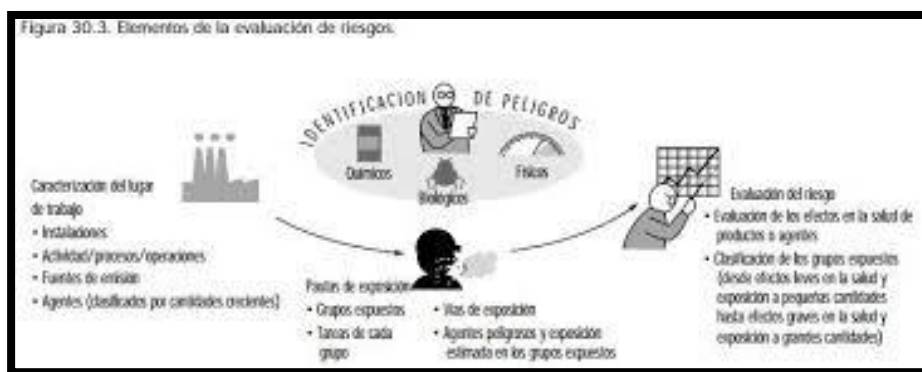 Figura 30.3. Elementos de la evaluación de riesgos.
IDENTIFICACION DE PELIGROS
Químicos
Biológicos
Físicos
Caracterización del lugar
de trabajo
• Instalaciones
• Actividad/procesos/operaciones
• Fuentes de emisión
• Agentes (clasificados por cantidades crecientes)
Pautas de exposición
• Grupos expuestos
• Tareas de cada
grupo
• Vías de exposición
• Agentes peligrosos y exposición
estimada en los grupos expuestos
Evaluación del riesgo
• Evaluación de los efectos en la salud de
productos o agentes
• Clasificación de los grupos expuestos
(desde efectos leves en la salud y
exposición a pequeñas cantidades
hasta efectos graves en la salud y
exposición a grandes cantidades)